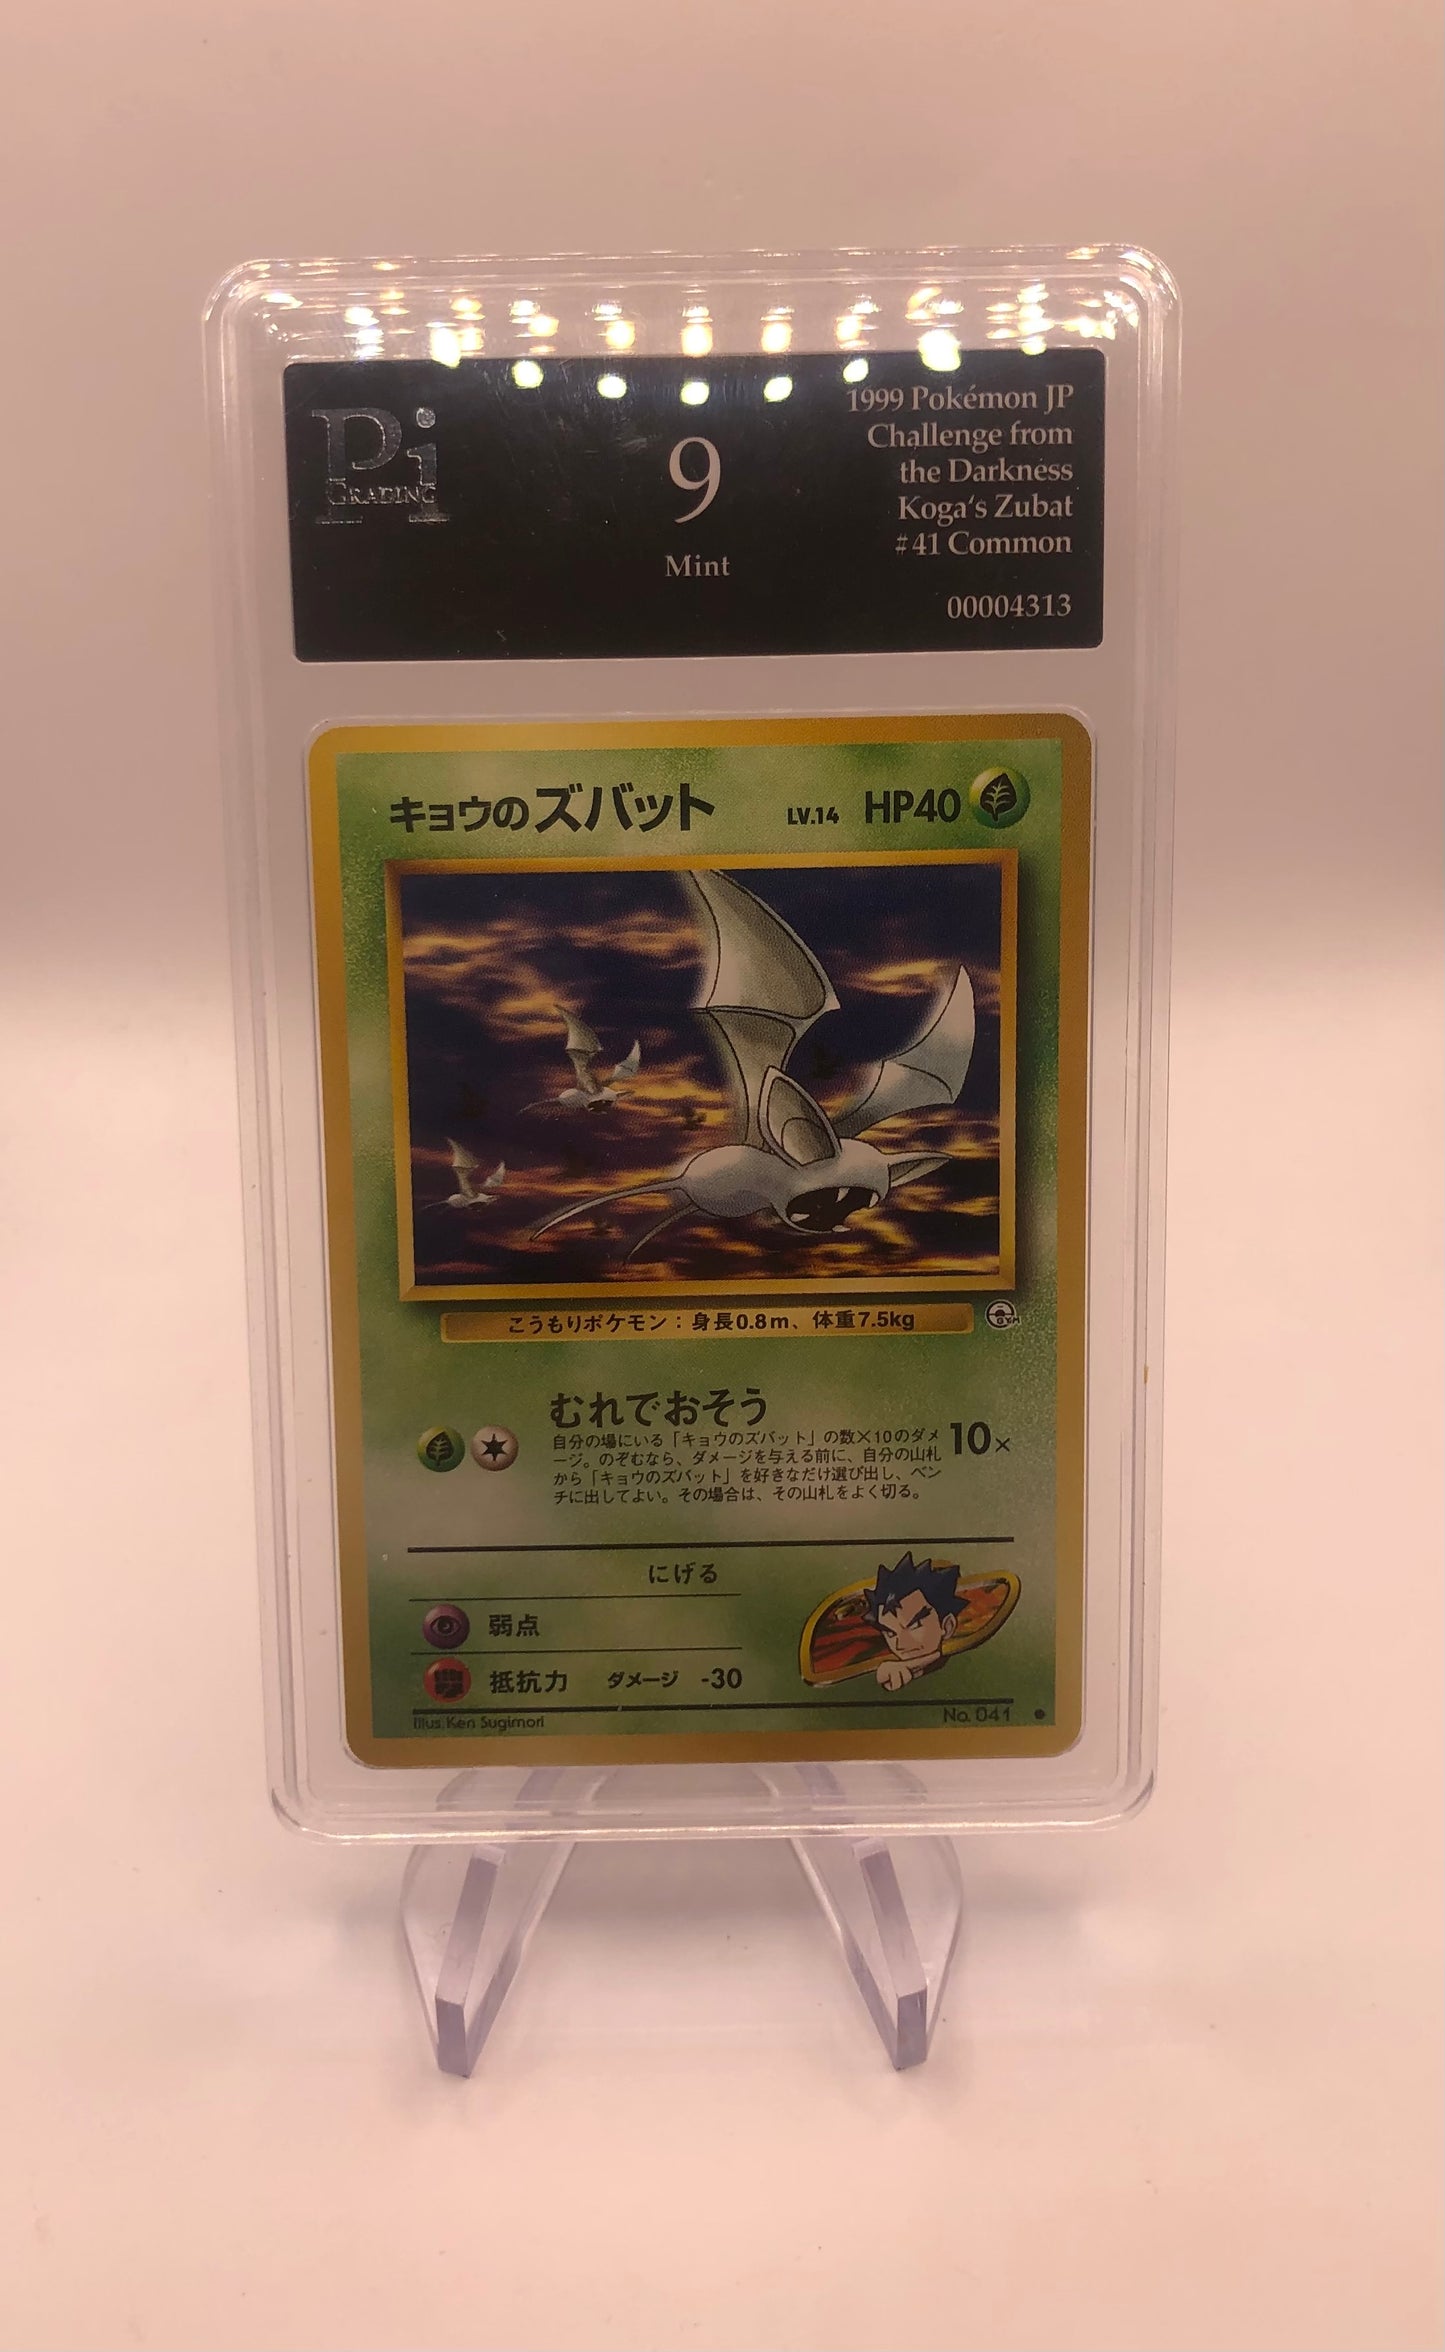 Pi
GRADING
9
Mint
1999 Pokémon JP
Challenge from
the Darkness
Koga's Zubat
#41 Common
00004313
キョウのズバット LV.14 HP40
こうもりポケモン：身長0.8m、体重7.5kg
GYM
むれでおそう
自分の場にいる「キョウのズバット」の数×10のダメ
ージ。のぞむなら、ダメージを与える前に、自分の山札
から「キョウのズバット」を好きなだけ選び出し、ベン
チに出してよい。その場合は、その山札をよく切る。
10×
にげる
弱点
抵抗力 ダメージ -30
Illus. Ken Sugimori
No. 041 ●